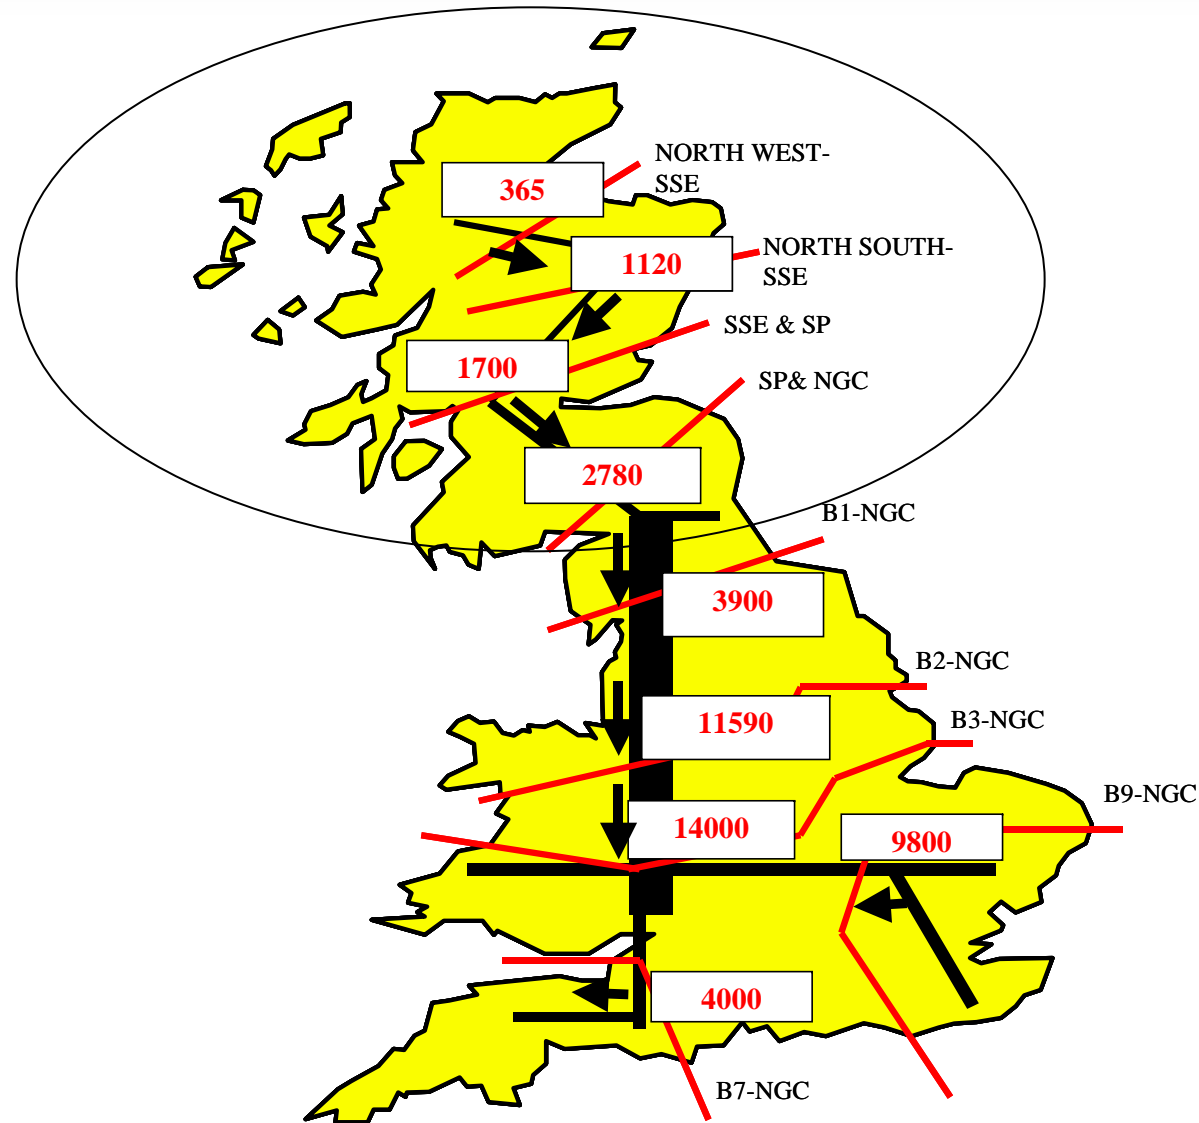 NORTH WEST-
SSE
365
NORTH SOUTH-
SSE
1120
SSE & SP
1700
SP& NGC
2780
B1-NGC
3900
B2-NGC
11590
B3-NGC
B9-NGC
14000
9800
4000
B7-NGC